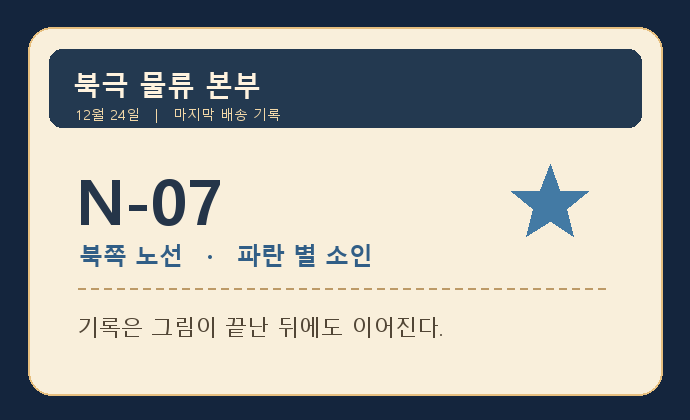 북극 물류 본부
12월 24일 | 마지막 배송 기록
N-07
북쪽 노선 · 파란 별 소인
기록은 그림이 끝난 뒤에도 이어진다.